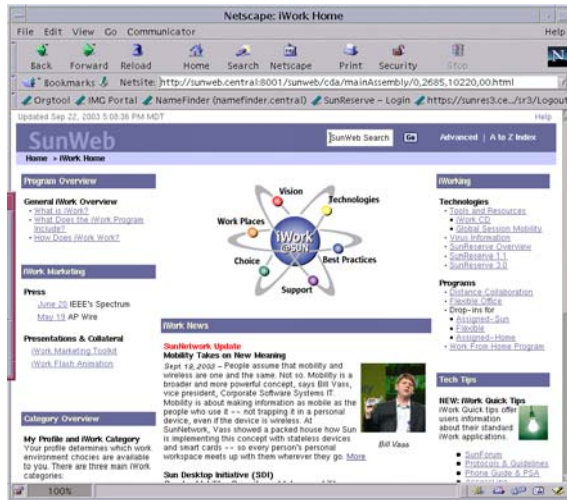 Netscape: iWork Home
File Edit View Go Communicator Help
Back Forward Reload Home Search Netscape Print Security Stop
Bookmarks Netsite: http://sunweb.central:8001/sunweb/cda/mainAssembly/0,2685,10220,00.html
Orgtool IMG Portal NameFinder (namefinder.central) SunReserve – Login https://sunres3.ce.../sr3/Logout
Updated Sep 22, 2003 5:08:36 PM MDT Help
SunWeb
SunWeb Search Go Advanced | A to Z Index
Home » iWork Home
Program Overview
General iWork Overview
- What is iWork?
- What Does the iWork Program
Include?
- How Does iWork Work?
iWork Marketing
Press
June 20 IEEE's Spectrum
May 19 AP Wire
Presentations & Collateral
iWork Marketing Toolkit
iWork Flash Animation
Category Overview
My Profile and iWork Category
Your profile determines which work
environment choices are available
to you. There are three main iWork
categories:
Vision
Technologies
Work Places
iWork
@SUN
Choice
Best Practices
Support
iWork News
SunNetwork Update
Mobility Takes on New Meaning
Sept 19, 2003 – People assume that mobility and
wireless are one and the same. Not so. Mobility is a
broader and more powerful concept, says Bill Vass,
vice president, Corporate Software Systems IT.
Mobility is about making information as mobile as the
people who use it -- not trapping it in a personal
device, even if the device is wireless. At
SunNetwork, Vass showed a packed house how Sun
is implementing this concept with stateless devices
and smart cards -- so every person's personal
workspace meets up with them wherever they go. More
Bill Vass
Sun Desktop Initiative (SDI)
iWorking
Technologies
- Tools and Resources
• iWork CD
• Global Session Mobility
- Virus Information
- SunReserve Overview
- SunReserve 1.1
- SunReserve 3.0
Programs
- Distance Collaboration
- Flexible Office
- Drop-ins for
• Assigned-Sun
• Flexible
• Assigned-Home
- Work From Home Program
Tech Tips
NEW: iWork Quick Tips
iWork Quick tips offer
users information
about their standard
iWork applications.
• SunForum
• Protocols & Guidelines
• Phone Guide & PSA
100%